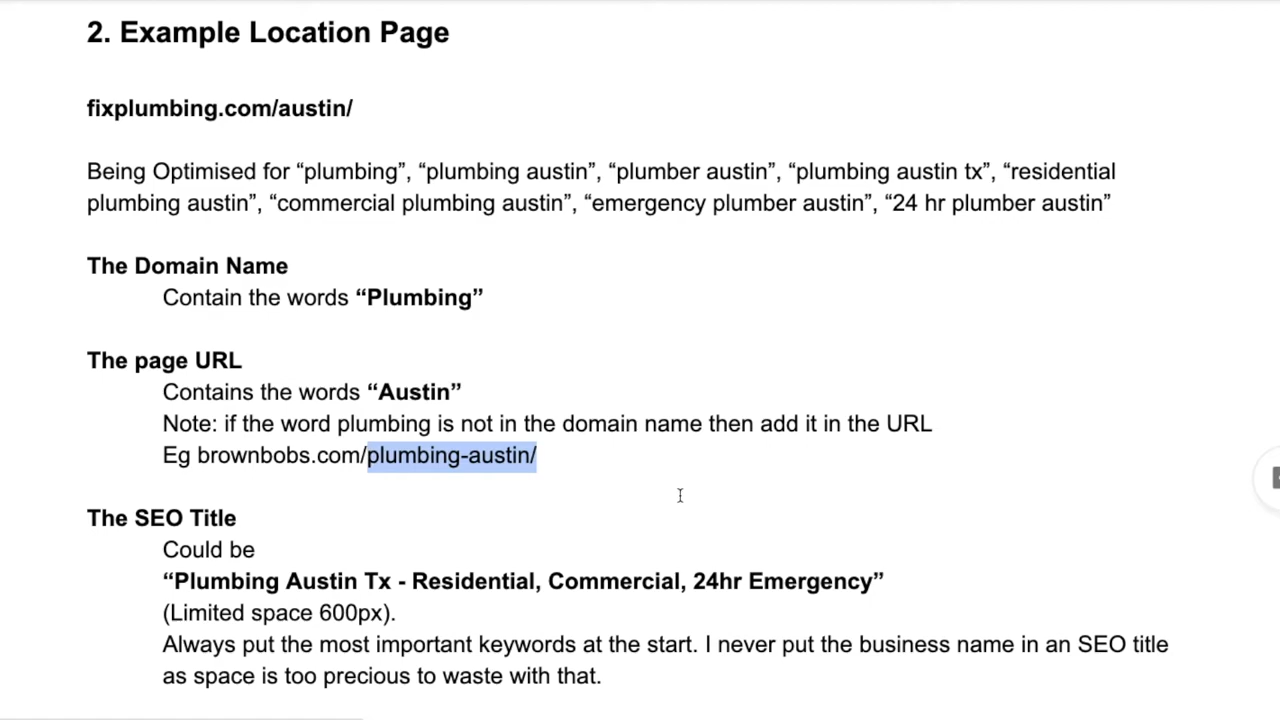 2. Example Location Page
fixplumbing.com/austin/
Being Optimised for “plumbing”, “plumbing austin”, “plumber austin”, “plumbing austin tx”, “residential
plumbing austin”, “commercial plumbing austin”, “emergency plumber austin”, “24 hr plumber austin”
The Domain Name
Contain the words “Plumbing”
The page URL
Contains the words “Austin”
Note: if the word plumbing is not in the domain name then add it in the URL
Eg brownbobs.com/plumbing-austin/
The SEO Title
Could be
“Plumbing Austin Tx - Residential, Commercial, 24hr Emergency”
(Limited space 600px).
Always put the most important keywords at the start. I never put the business name in an SEO title
as space is too precious to waste with that.